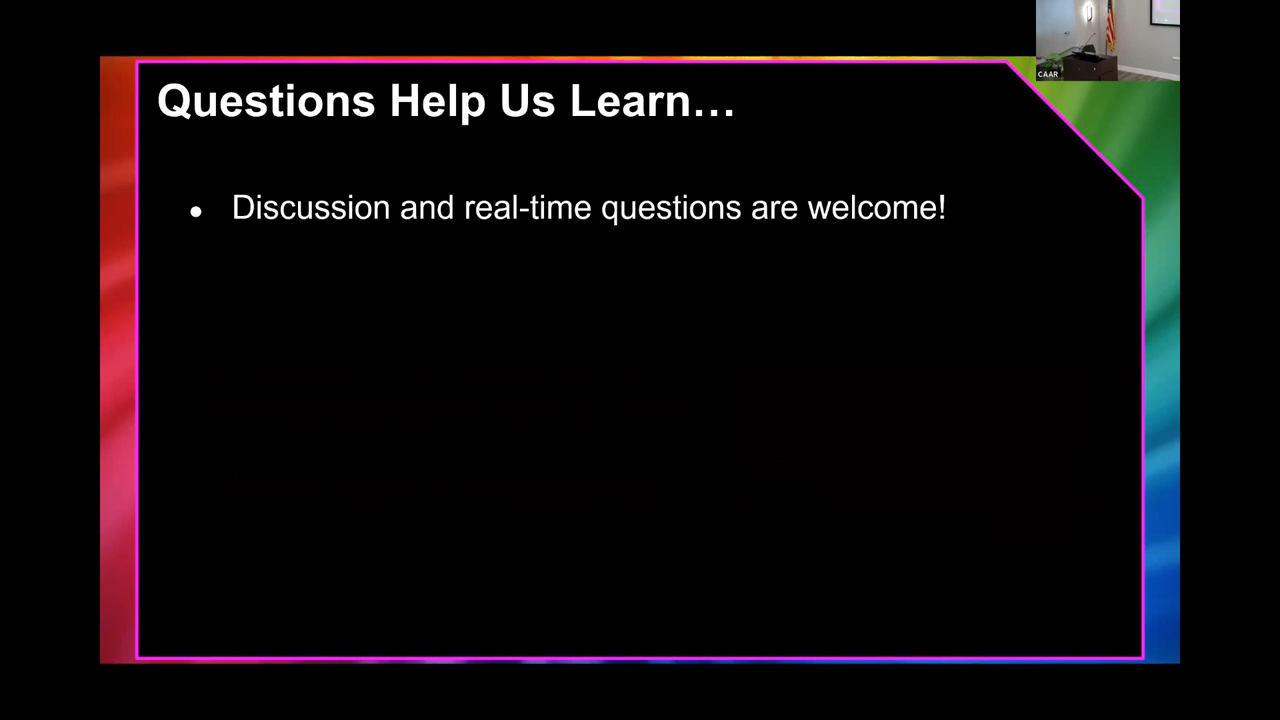 Questions Help Us Learn…
● Discussion and real-time questions are welcome!
CAAR